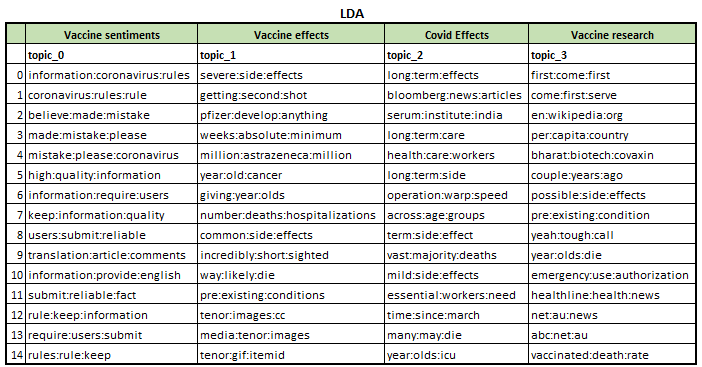 LDA
Vaccine sentiments Vaccine effects Covid Effects Vaccine research
topic_0 topic_1 topic_2 topic_3
0 information:coronavirus:rules severe:side:effects long:term:effects first:come:first
1 coronavirus:rules:rule getting:second:shot bloomberg:news:articles come:first:serve
2 believe:made:mistake pfizer:develop:anything serum:institute:india en:wikipedia:org
3 made:mistake:please weeks:absolute:minimum long:term:care per:capita:country
4 mistake:please:coronavirus million:astrazeneca:million health:care:workers bharat:biotech:covaxin
5 high:quality:information year:old:cancer long:term:side couple:years:ago
6 information:require:users giving:year:olds operation:warp:speed possible:side:effects
7 keep:information:quality number:deaths:hospitalizations across:age:groups pre:existing:condition
8 users:submit:reliable common:side:effects term:side:effect yeah:tough:call
9 translation:article:comments incredibly:short:sighted vast:majority:deaths year:olds:die
10 information:provide:english way:likely:die mild:side:effects emergency:use:authorization
11 submit:reliable:fact pre:existing:conditions essential:workers:need healthline:health:news
12 rule:keep:information tenor:images:cc time:since:march net:au:news
13 require:users:submit media:tenor:images many:may:die abc:net:au
14 rules:rule:keep tenor:gif:itemid year:olds:icu vaccinated:death:rate